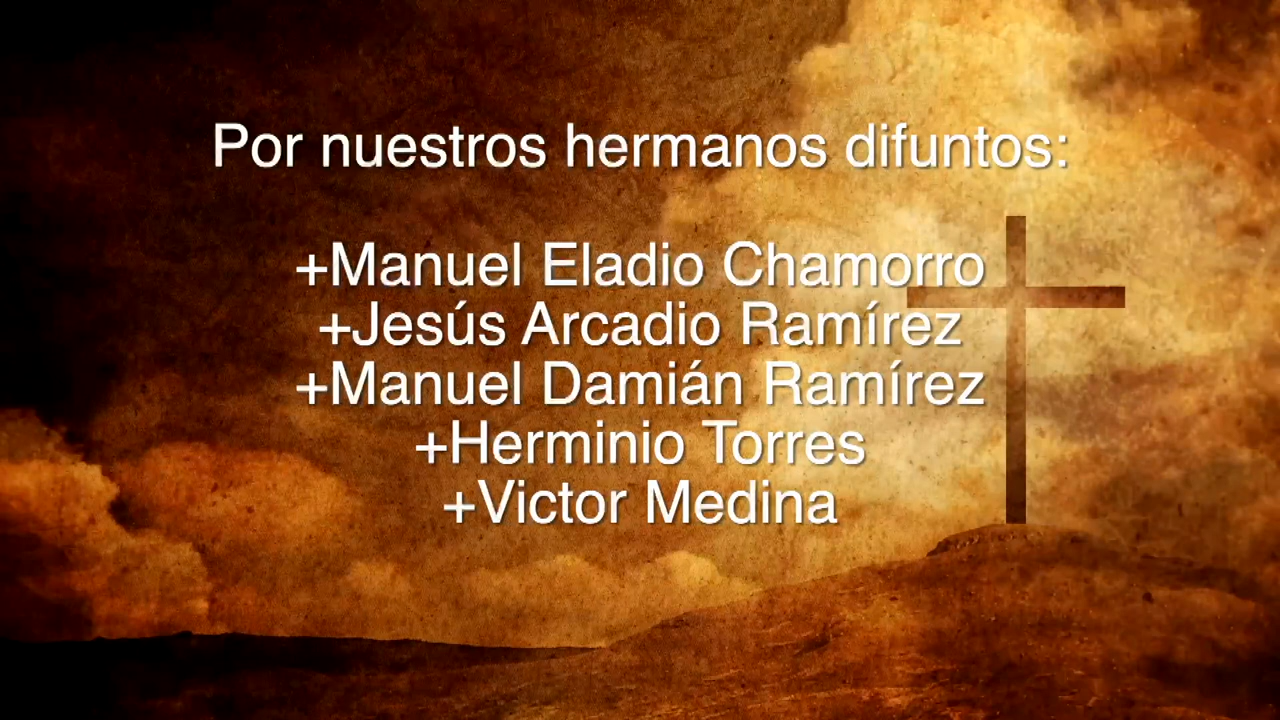 Por nuestros hermanos difuntos:
+Manuel Eladio Chamorro
+Jesús Arcadio Ramírez
+Manuel Damián Ramírez
+Herminio Torres
+Victor Medina